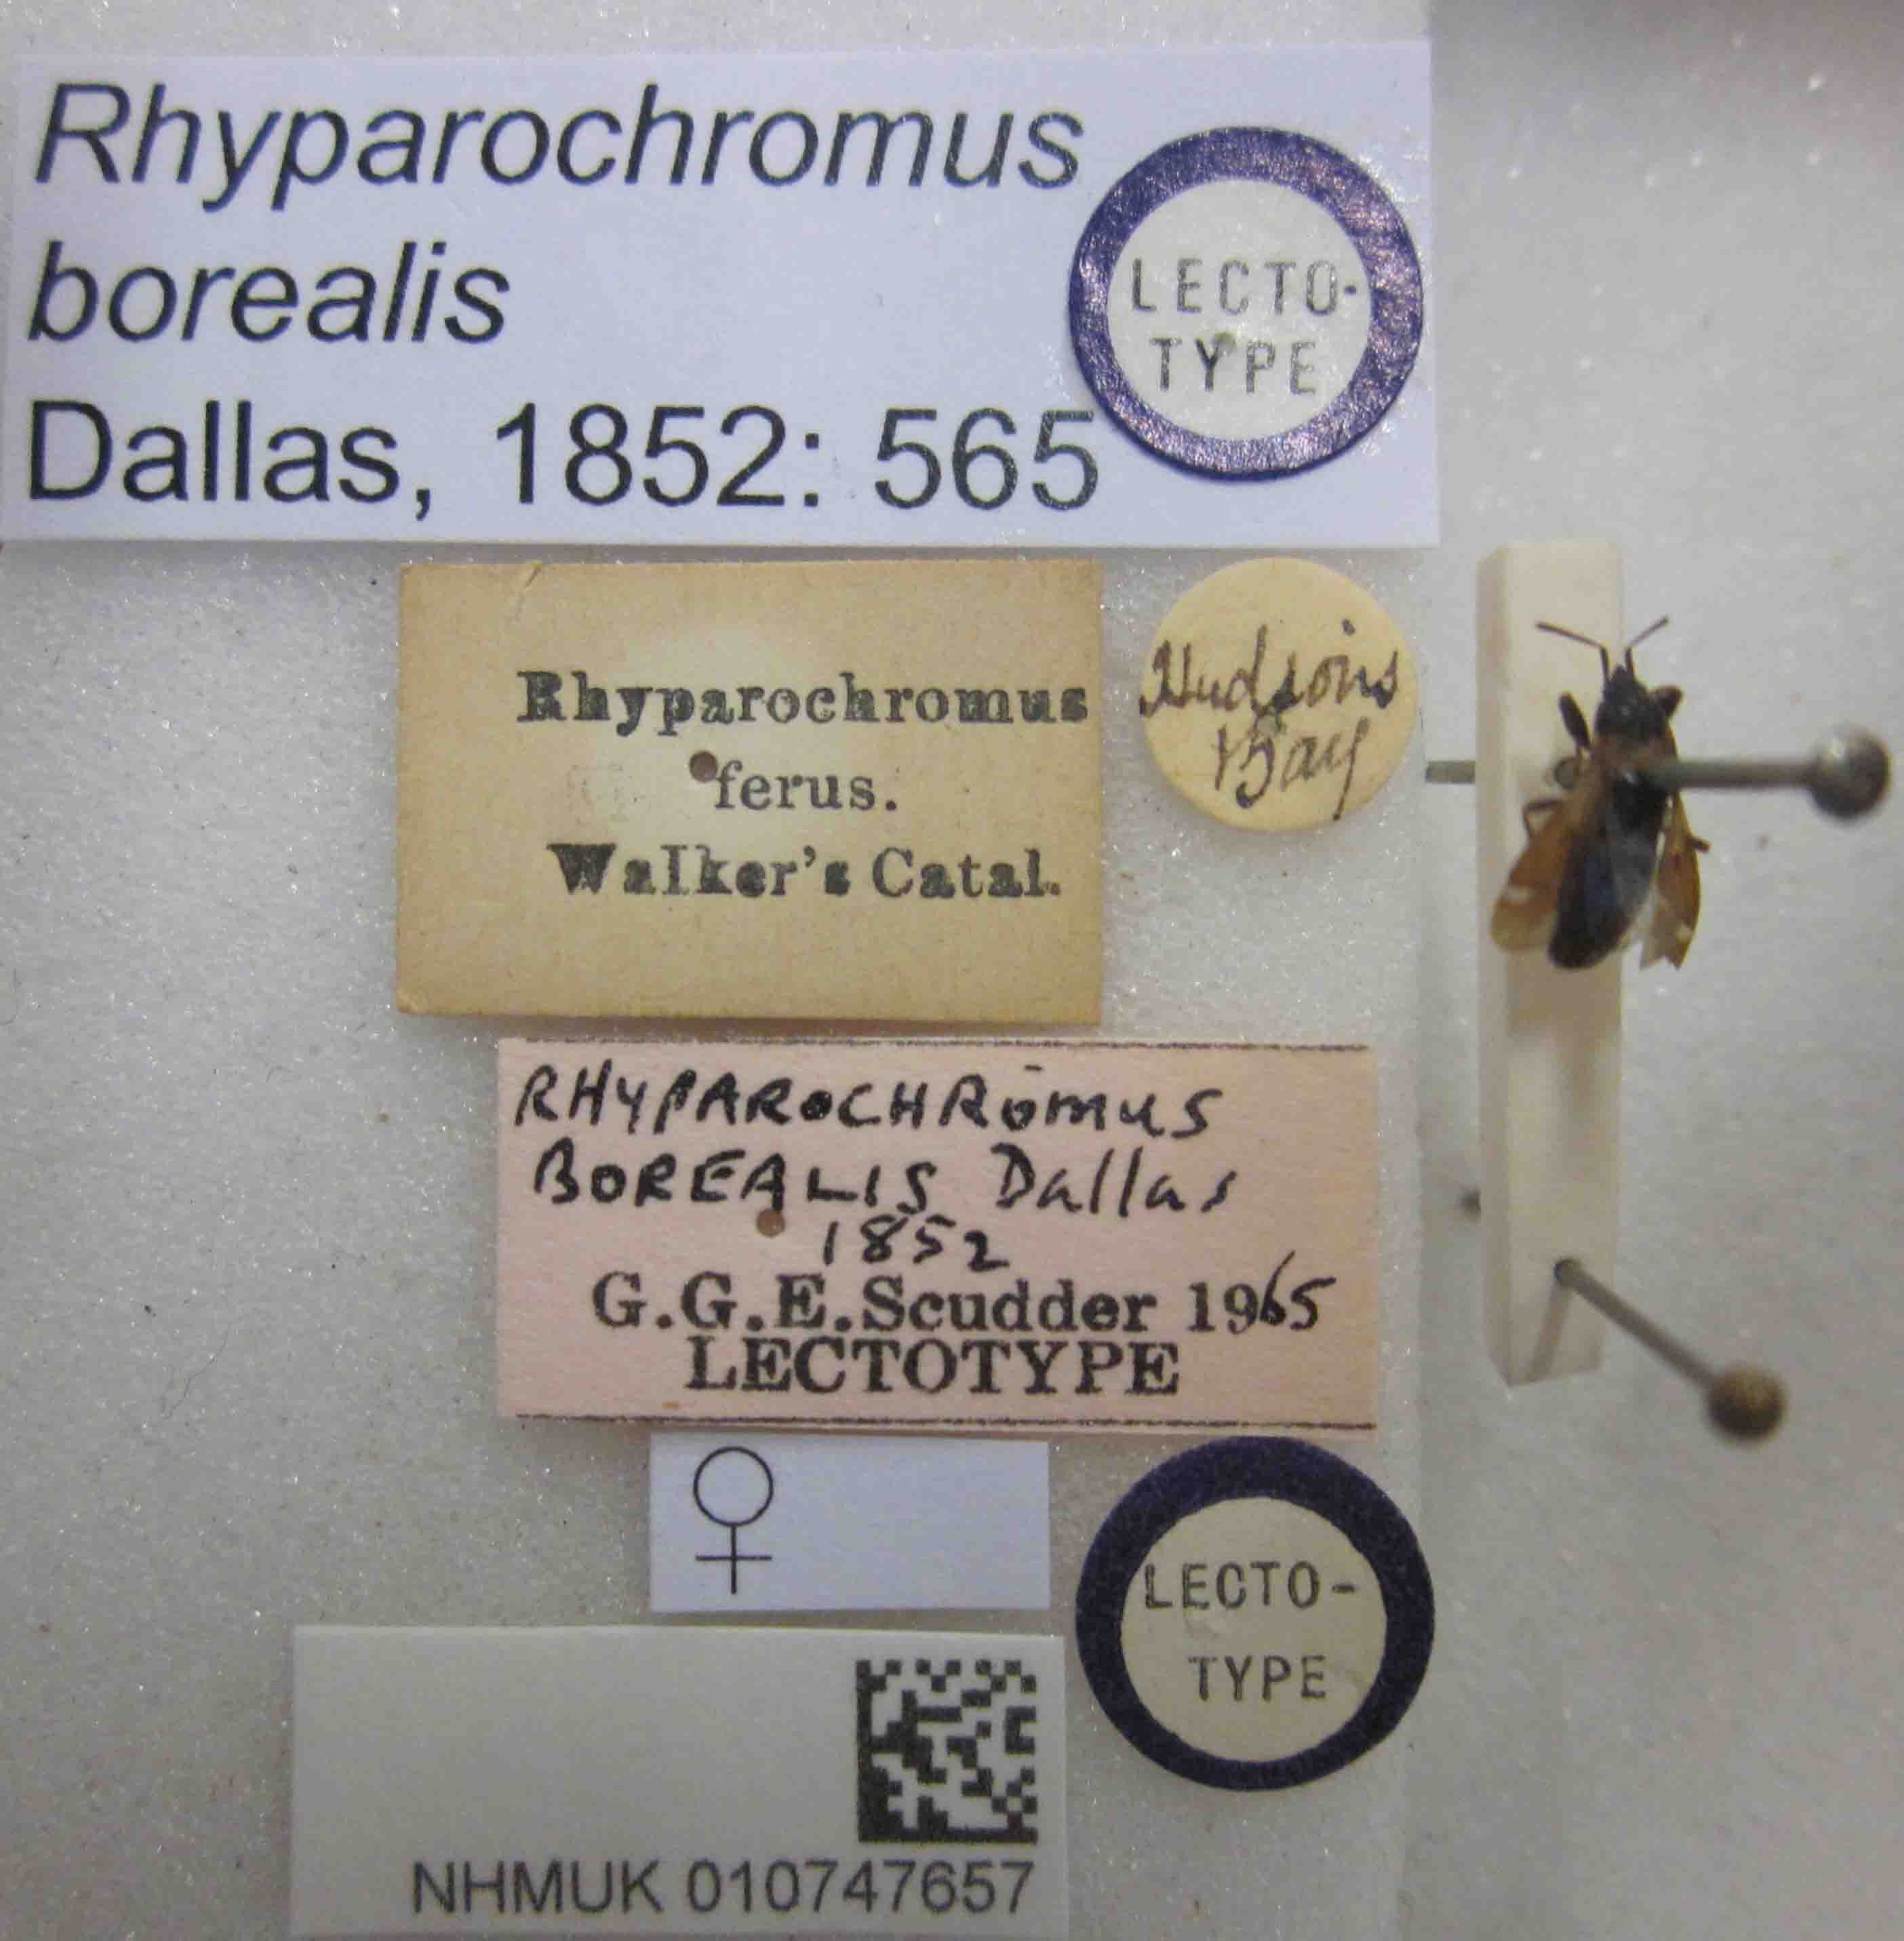 Rhyparochromus
borealis
Dallas, 1852: 565
LECTO-
TYPE
Rhyparochromus
ferus.
Walker's Catal.
Hudsons
Bay
RHYPAROCHROMUS
BOREALIS Dallas
1852
G.G.E.Scudder 1965
LECTOTYPE
♀
LECTO-
TYPE
NHMUK 010747657